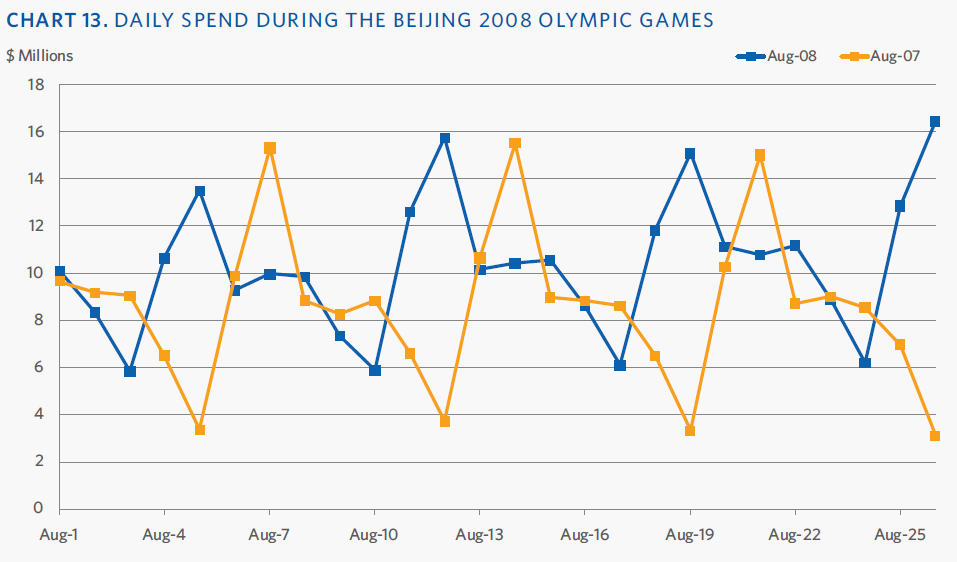 CHART 13. DAILY SPEND DURING THE BEIJING 2008 OLYMPIC GAMES
$ Millions
Aug-08 Aug-07
18
16
14
12
10
8
6
4
2
0
Aug-1 Aug-4 Aug-7 Aug-10 Aug-13 Aug-16 Aug-19 Aug-22 Aug-25